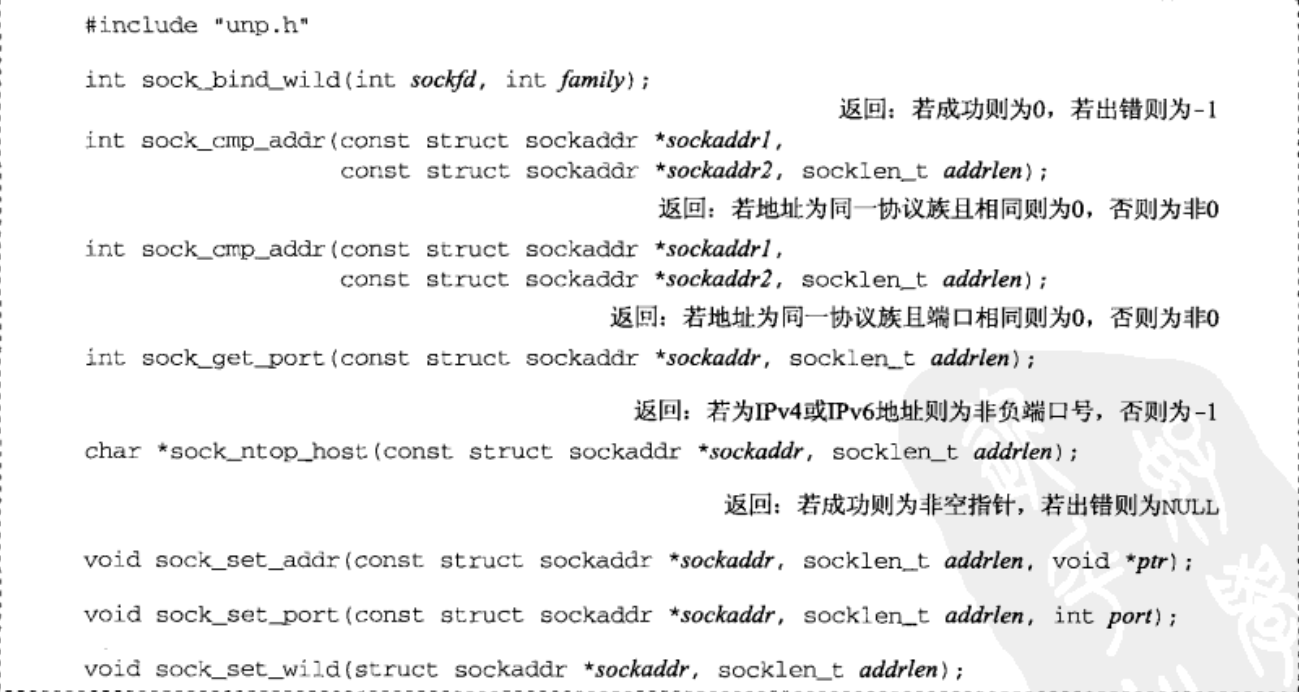 #include "unp.h"
int sock_bind_wild(int sockfd, int family);
返回：若成功则为0，若出错则为-1
int sock_cmp_addr(const struct sockaddr *sockaddr1,
const struct sockaddr *sockaddr2, socklen_t addrlen);
返回：若地址为同一协议族且相同则为0，否则为非0
int sock_cmp_addr(const struct sockaddr *sockaddr1,
const struct sockaddr *sockaddr2, socklen_t addrlen);
返回：若地址为同一协议族且端口相同则为0，否则为非0
int sock_get_port(const struct sockaddr *sockaddr, socklen_t addrlen);
返回：若为IPv4或IPv6地址则为非负端口号，否则为-1
char *sock_ntop_host(const struct sockaddr *sockaddr, socklen_t addrlen);
返回：若成功则为非空指针，若出错则为NULL
void sock_set_addr(const struct sockaddr *sockaddr, socklen_t addrlen, void *ptr);
void sock_set_port(const struct sockaddr *sockaddr, socklen_t addrlen, int port);
void sock_set_wild(struct sockaddr *sockaddr, socklen_t addrlen);